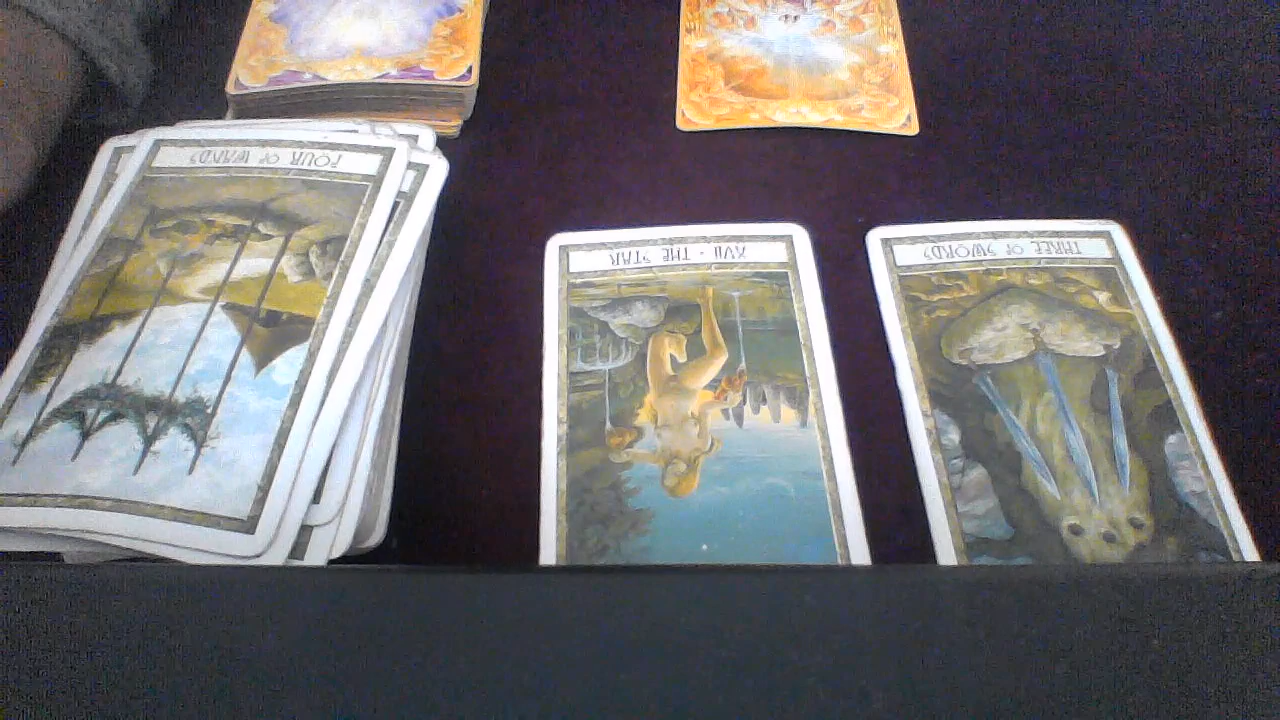 FOUR OF WANDS
XVII · THE STAR
THREE OF SWORDS